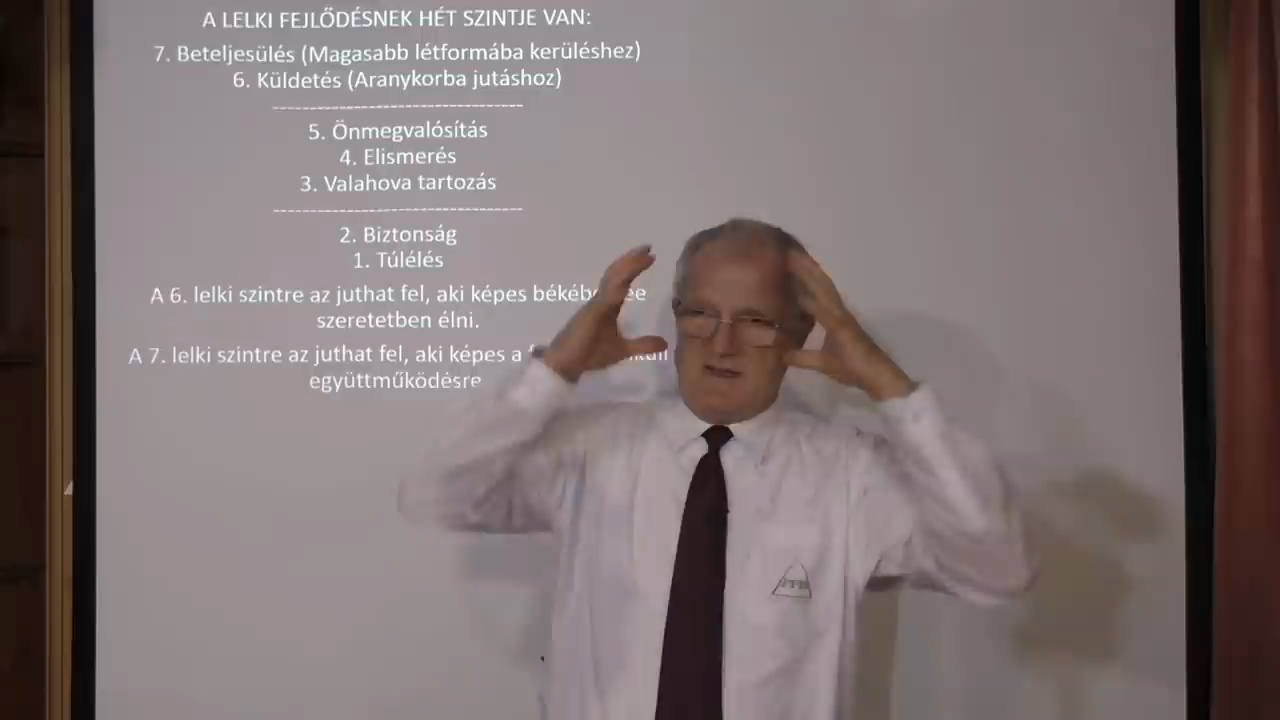 A LELKI FEJLŐDÉSNEK HÉT SZINTJE VAN:
7. Beteljesülés (Magasabb létformába kerüléshez)
6. Küldetés (Aranykorba jutáshoz)
5. Önmegvalósítás
4. Elismerés
3. Valahova tartozás
2. Biztonság
1. Túlélés
A 6. lelki szintre az juthat fel, aki képes
szeretetben élni.
A 7. lelki szintre az juthat fel, aki képes a
együttműködésre